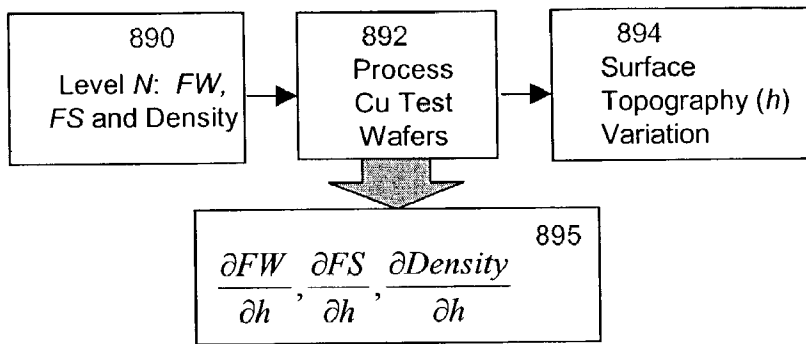 890
Level N: FW,
FS and Density
892
Process
Cu Test
Wafers
894
Surface
Topography (h)
Variation
895
∂FW/∂h, ∂FS/∂h, ∂Density/∂h